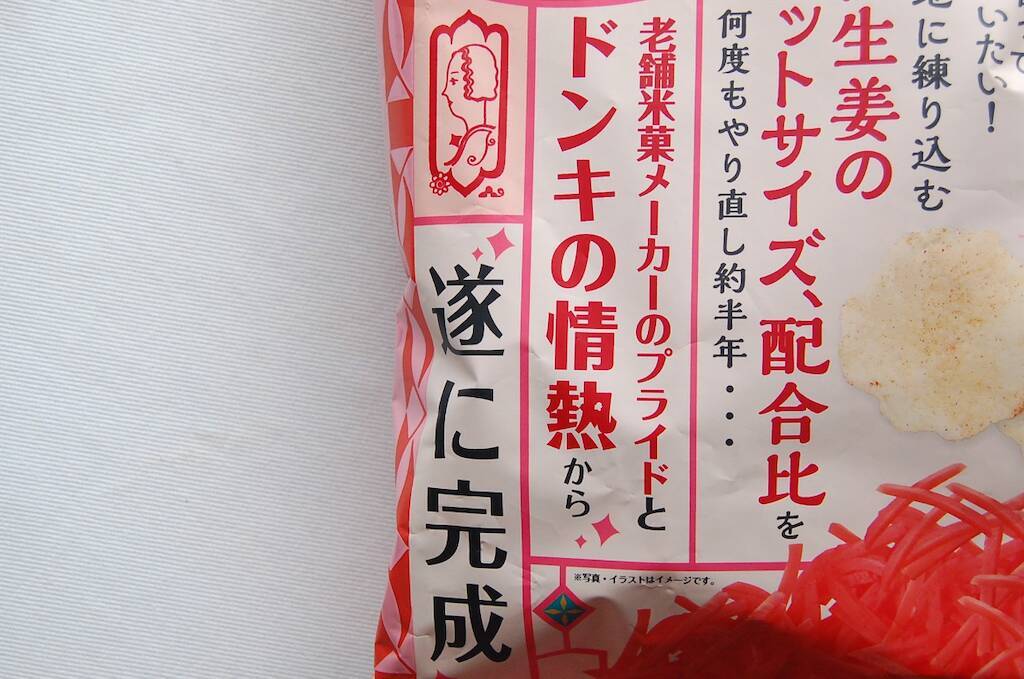 いたい!
に練り込む
生姜の
ットサイズ、配合比を
何度もやり直し約半年・・・
老舗米菓メーカーのプライドと
ドンキの情熱から
遂に完成
※写真・イラストはイメージです。